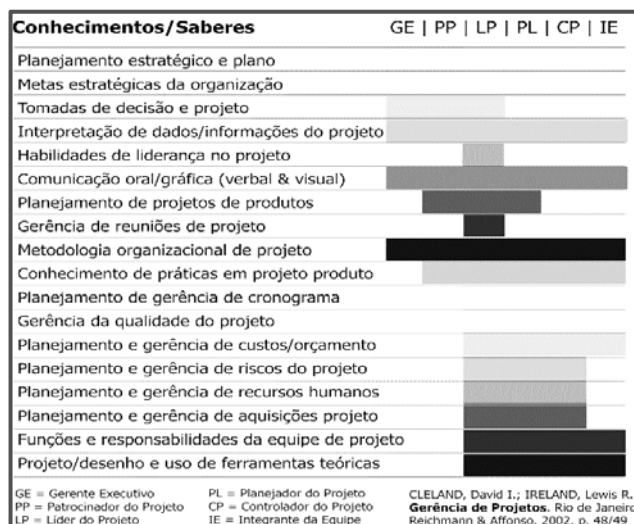 Conhecimentos/Saberes GE | PP | LP | PL | CP | IE
Planejamento estratégico e plano
Metas estratégicas da organização
Tomadas de decisão e projeto
Interpretação de dados/informações do projeto
Habilidades de liderança no projeto
Comunicação oral/gráfica (verbal & visual)
Planejamento de projetos de produtos
Gerência de reuniões de projeto
Metodologia organizacional de projeto
Conhecimento de práticas em projeto produto
Planejamento de gerência de cronograma
Gerência da qualidade do projeto
Planejamento e gerência de custos/orçamento
Planejamento e gerência de riscos do projeto
Planejamento e gerência de recursos humanos
Planejamento e gerência de aquisições projeto
Funções e responsabilidades da equipe de projeto
Projeto/desenho e uso de ferramentas teóricas
GE = Gerente Executivo
PP = Patrocinador do Projeto
LP = Líder do Projeto
PL = Planejador do Projeto
CP = Controlador do Projeto
IE = Integrante da Equipe
CLELAND, David I.; IRELAND, Lewis R.
Gerência de Projetos. Rio de Janeiro
Reichmann & Affonso, 2002, p. 48/49